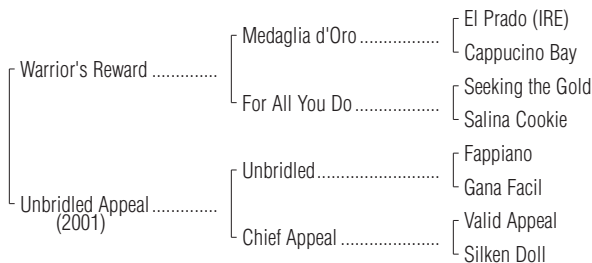 El Prado (IRE)
Medaglia d'Oro .................
Cappucino Bay
Warrior's Reward ..............
Seeking the Gold
For All You Do ..................
Salina Cookie
Fappiano
Unbridled..........................
Gana Facil
Unbridled Appeal ..............
(2001)
Valid Appeal
Chief Appeal .....................
Silken Doll